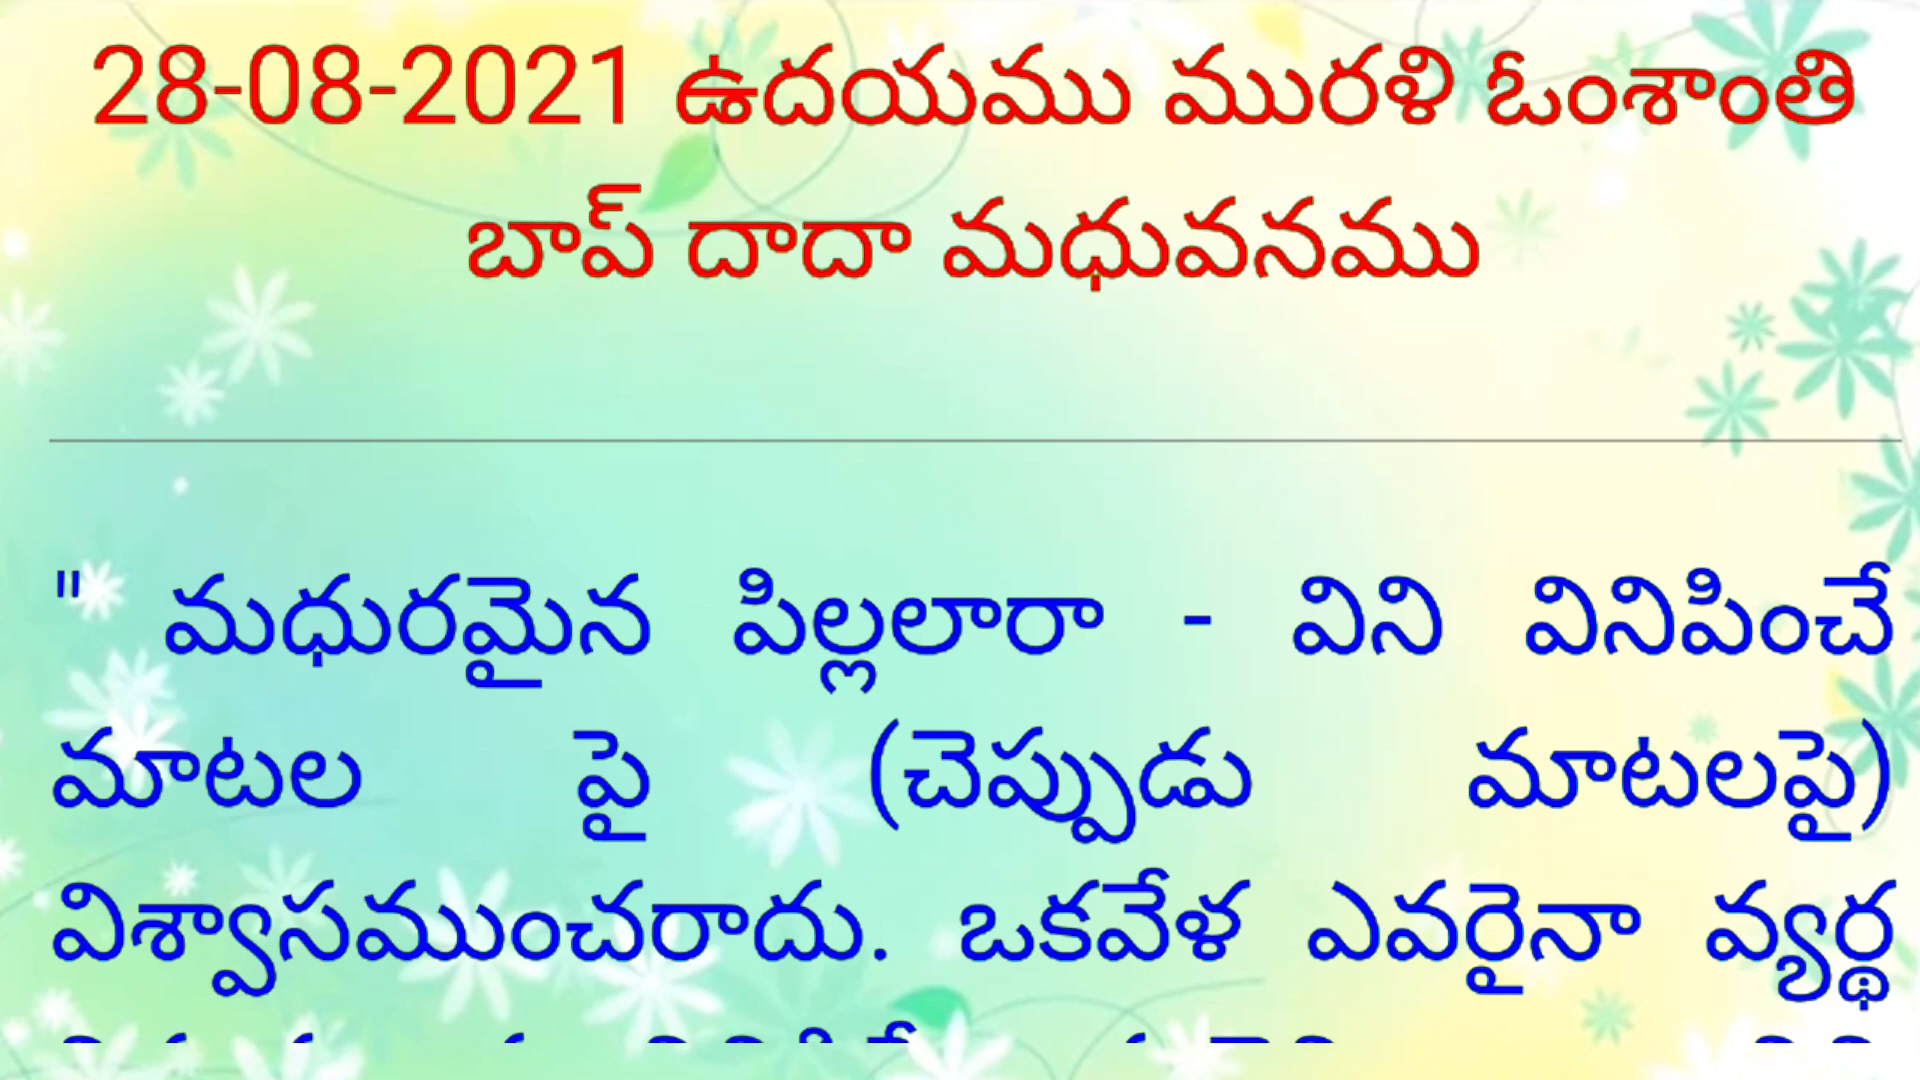 28-08-2021 ఉదయము మురళి ఓంశాంతి
బాప్ దాదా మధువనము
" మధురమైన పిల్లలారా - విని వినిపించే
మాటల పై (చెప్పుడు మాటలపై)
విశ్వాసముంచరాదు. ఒకవేళ ఎవరైనా వ్యర్థ